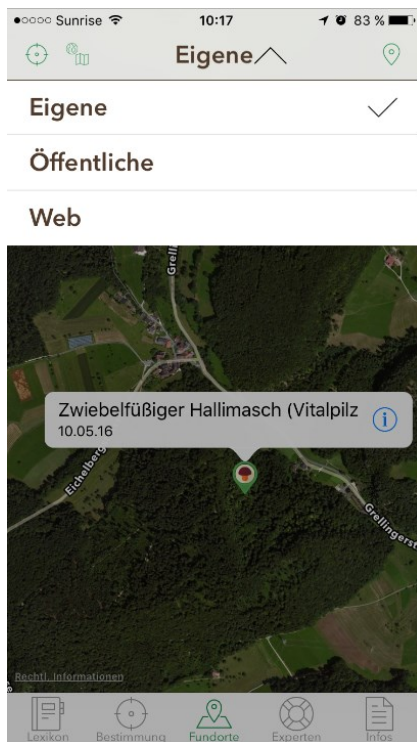 Sunrise 10:17 83 %
Eigene
Eigene
Öffentliche
Web
Grell
Zwiebelfüßiger Hallimasch (Vitalpilz
10.05.16
Eichelberg
Grellingerst
Rechtl. Informationen
Lexikon Bestimmung Fundorte Experten Infos